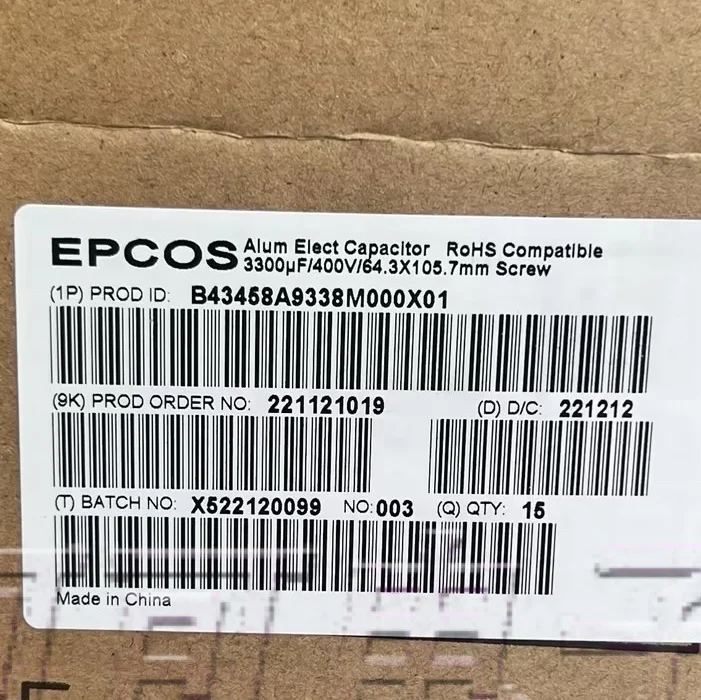 EPCOS Alum Elect Capacitor RoHS Compatible
3300µF/400V/64.3X105.7mm Screw
(1P) PROD ID: B43458A9338M000X01
(9K) PROD ORDER NO: 221121019 (D) D/C: 221212
(T) BATCH NO: X522120099 NO:003 (Q) QTY: 15
Made in China